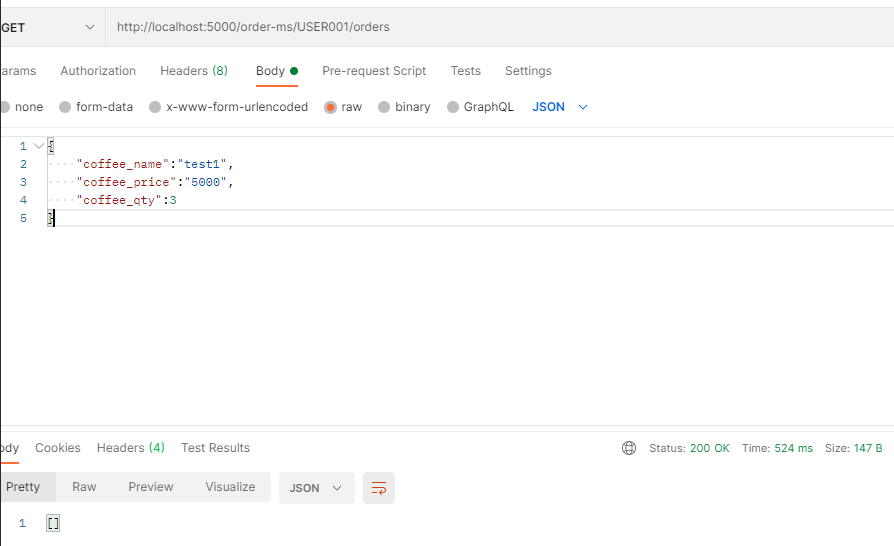 GET http://localhost:5000/order-ms/USER001/orders
arams Authorization Headers (8) Body Pre-request Script Tests Settings
none form-data x-www-form-urlencoded raw binary GraphQL JSON
1 {
2 "coffee_name":"test1",
3 "coffee_price":"5000",
4 "coffee_qty":3
5 }
ody Cookies Headers (4) Test Results Status: 200 OK Time: 524 ms Size: 147 B
Pretty Raw Preview Visualize JSON
1 []